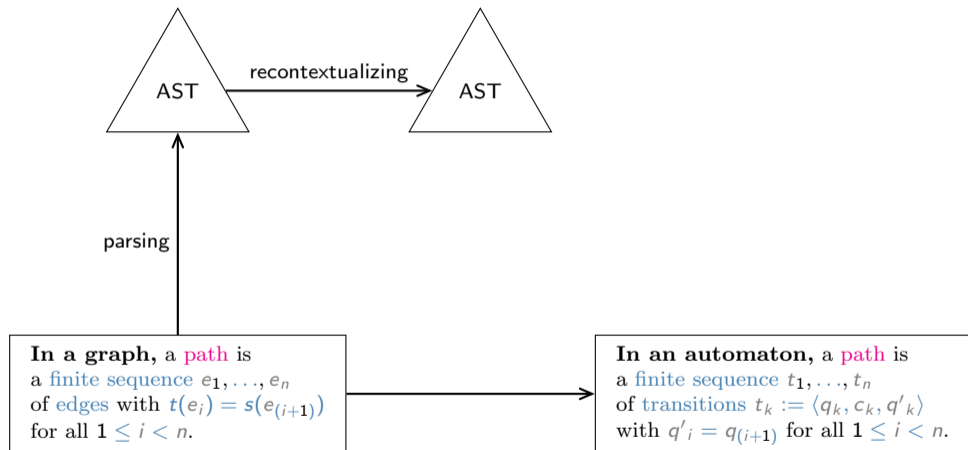 AST
recontextualizing
AST
parsing
In a graph, a path is
a finite sequence e₁,…,eₙ
of edges with t(eᵢ) = s(e₍ᵢ₊₁₎)
for all 1 ≤ i < n.
In an automaton, a path is
a finite sequence t₁,…,tₙ
of transitions tₖ := ⟨qₖ, cₖ, q′ₖ⟩
with q′ᵢ = q₍ᵢ₊₁₎ for all 1 ≤ i < n.